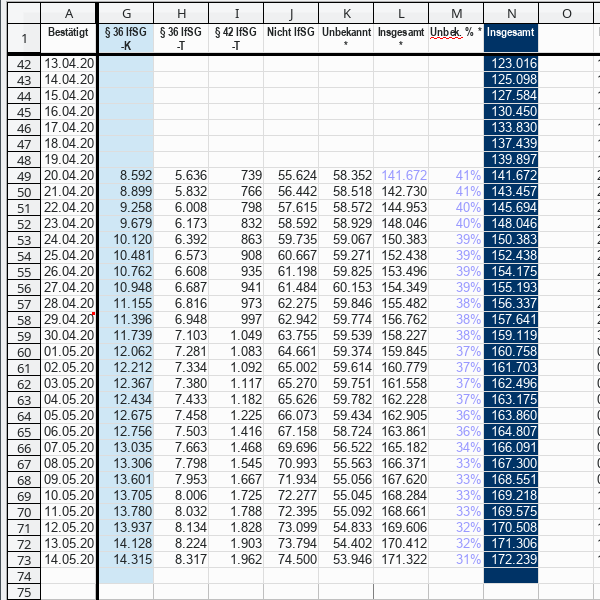 A G H I J K L M N O
1 Bestätigt § 36 IfSG § 36 IfSG § 42 IfSG Nicht IfSG Unbekannt Insgesamt Unbek. % * Insgesamt
-K -T -T * *
42 13.04.20 123.016
43 14.04.20 125.098
44 15.04.20 127.584
45 16.04.20 130.450
46 17.04.20 133.830
47 18.04.20 137.439
48 19.04.20 139.897
49 20.04.20 8.592 5.636 739 55.624 58.352 141.672 41% 141.672
50 21.04.20 8.899 5.832 766 56.442 58.518 142.730 41% 143.457
51 22.04.20 9.258 6.008 798 57.615 58.572 144.953 40% 145.694
52 23.04.20 9.679 6.173 832 58.592 58.929 148.046 40% 148.046
53 24.04.20 10.120 6.392 863 59.735 59.067 150.383 39% 150.383
54 25.04.20 10.481 6.573 908 60.667 59.271 152.438 39% 152.438
55 26.04.20 10.762 6.608 935 61.198 59.825 153.496 39% 154.175
56 27.04.20 10.948 6.687 941 61.484 60.153 154.349 39% 155.193
57 28.04.20 11.155 6.816 973 62.275 59.846 155.482 38% 156.337
58 29.04.20 11.396 6.948 997 62.942 59.774 156.762 38% 157.641
59 30.04.20 11.739 7.103 1.049 63.755 59.539 158.227 38% 159.119
60 01.05.20 12.062 7.281 1.083 64.661 59.374 159.845 37% 160.758
61 02.05.20 12.212 7.334 1.092 65.002 59.614 160.779 37% 161.703
62 03.05.20 12.367 7.380 1.117 65.270 59.751 161.558 37% 162.496
63 04.05.20 12.434 7.433 1.182 65.626 59.782 162.228 37% 163.175
64 05.05.20 12.675 7.458 1.225 66.073 59.434 162.905 36% 163.860
65 06.05.20 12.756 7.503 1.416 67.158 58.724 163.861 36% 164.807
66 07.05.20 13.035 7.663 1.468 69.696 56.522 165.182 34% 166.091
67 08.05.20 13.306 7.798 1.545 70.993 55.563 166.371 33% 167.300
68 09.05.20 13.601 7.953 1.667 71.934 55.056 167.620 33% 168.551
69 10.05.20 13.705 8.006 1.725 72.277 55.045 168.284 33% 169.218
70 11.05.20 13.780 8.032 1.788 72.395 55.092 168.661 33% 169.575
71 12.05.20 13.937 8.134 1.828 73.099 54.833 169.606 32% 170.508
72 13.05.20 14.128 8.224 1.903 73.794 54.402 170.412 32% 171.306
73 14.05.20 14.315 8.317 1.962 74.500 53.946 171.322 31% 172.239
74
75